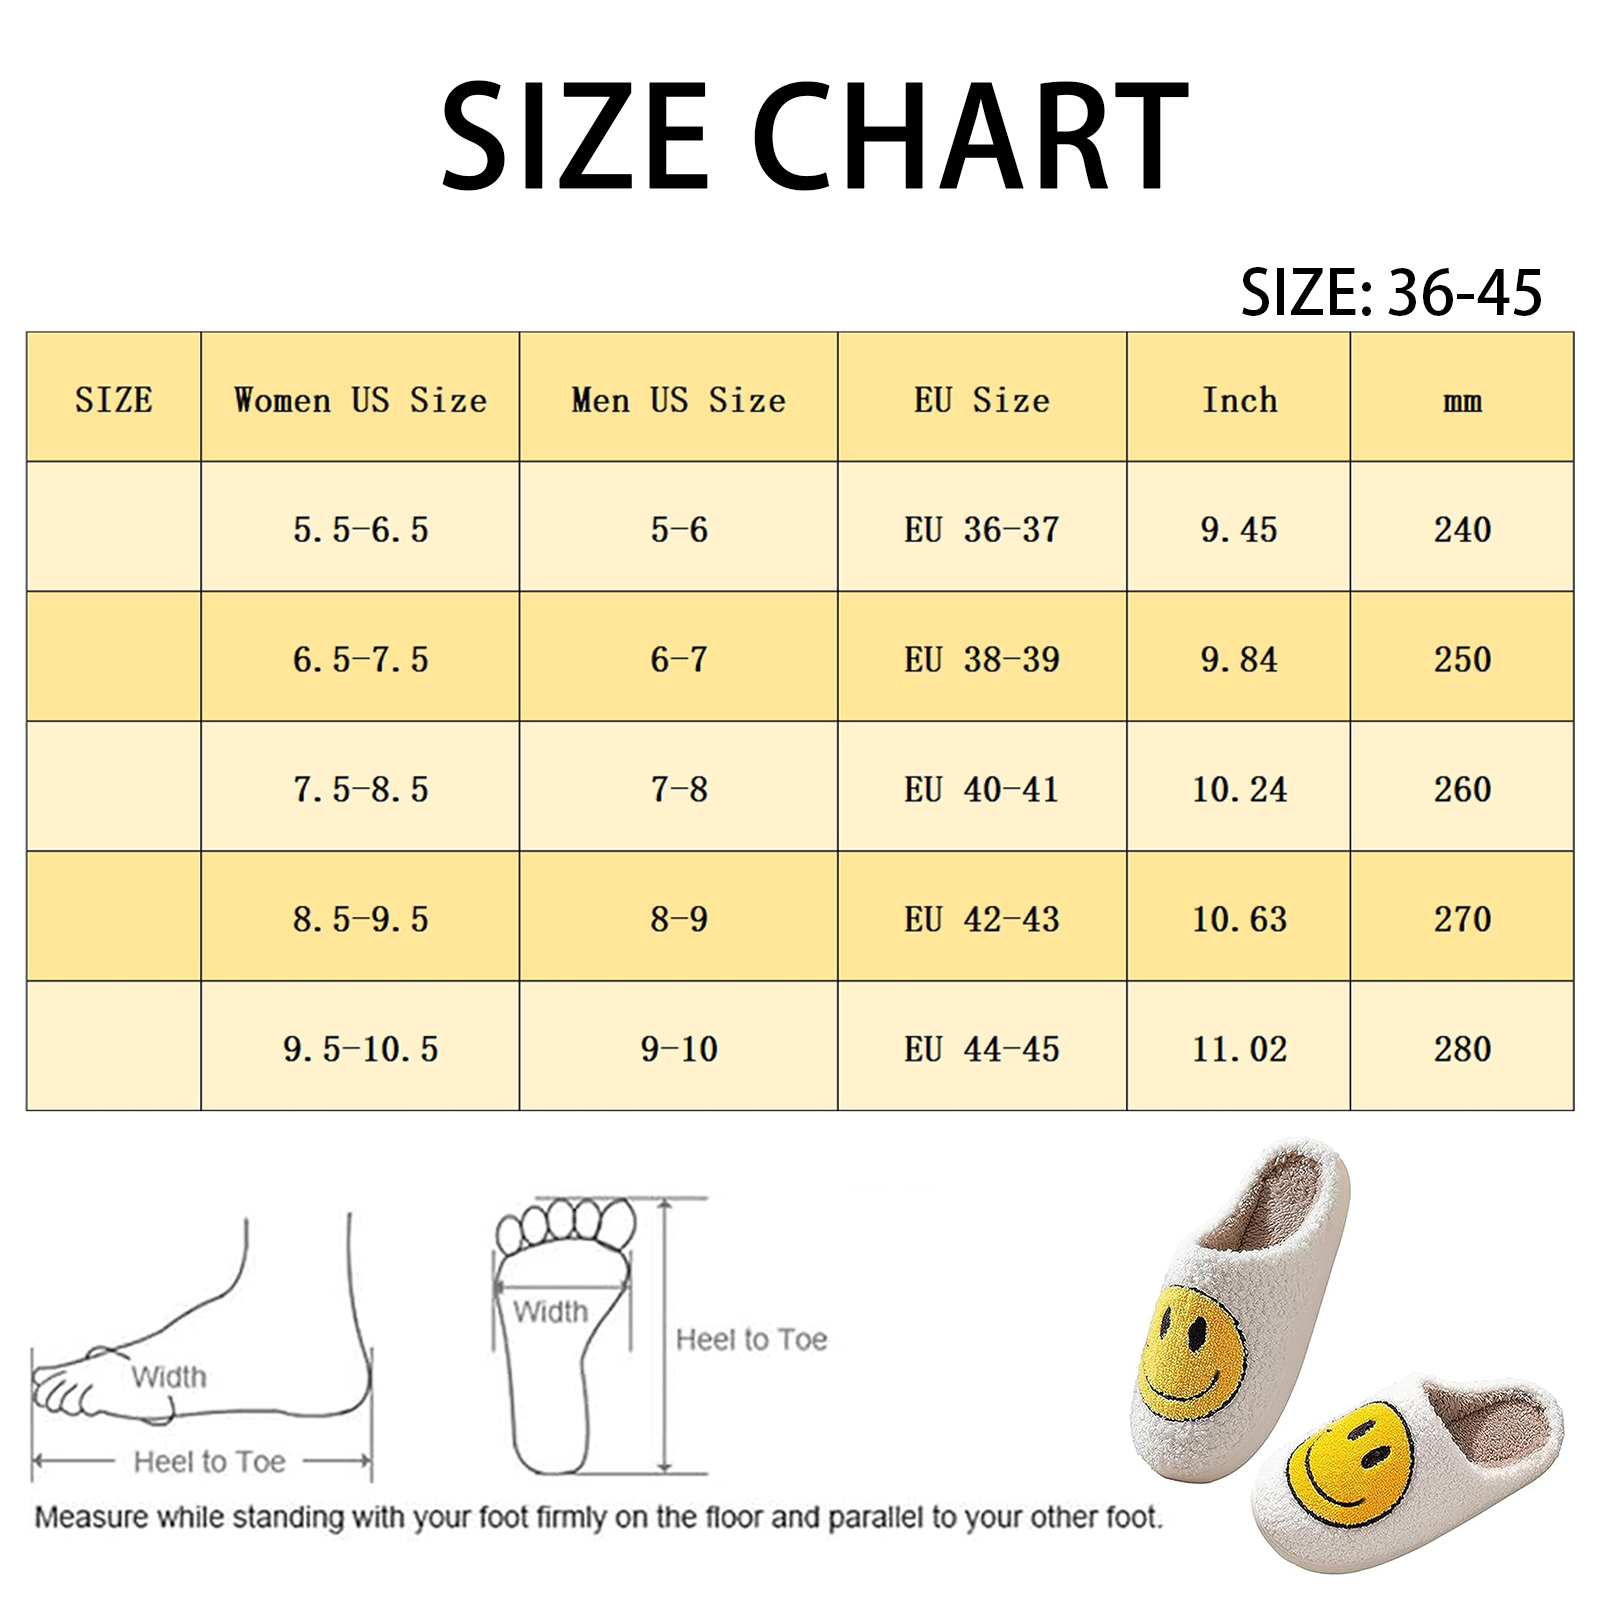 SIZE CHART
SIZE: 36-45
SIZE Women US Size Men US Size EU Size Inch mm
5.5-6.5 5-6 EU 36-37 9.45 240
6.5-7.5 6-7 EU 38-39 9.84 250
7.5-8.5 7-8 EU 40-41 10.24 260
8.5-9.5 8-9 EU 42-43 10.63 270
9.5-10.5 9-10 EU 44-45 11.02 280
Width
Heel to Toe
Width
Heel to Toe
Measure while standing with your foot firmly on the floor and parallel to your other foot.